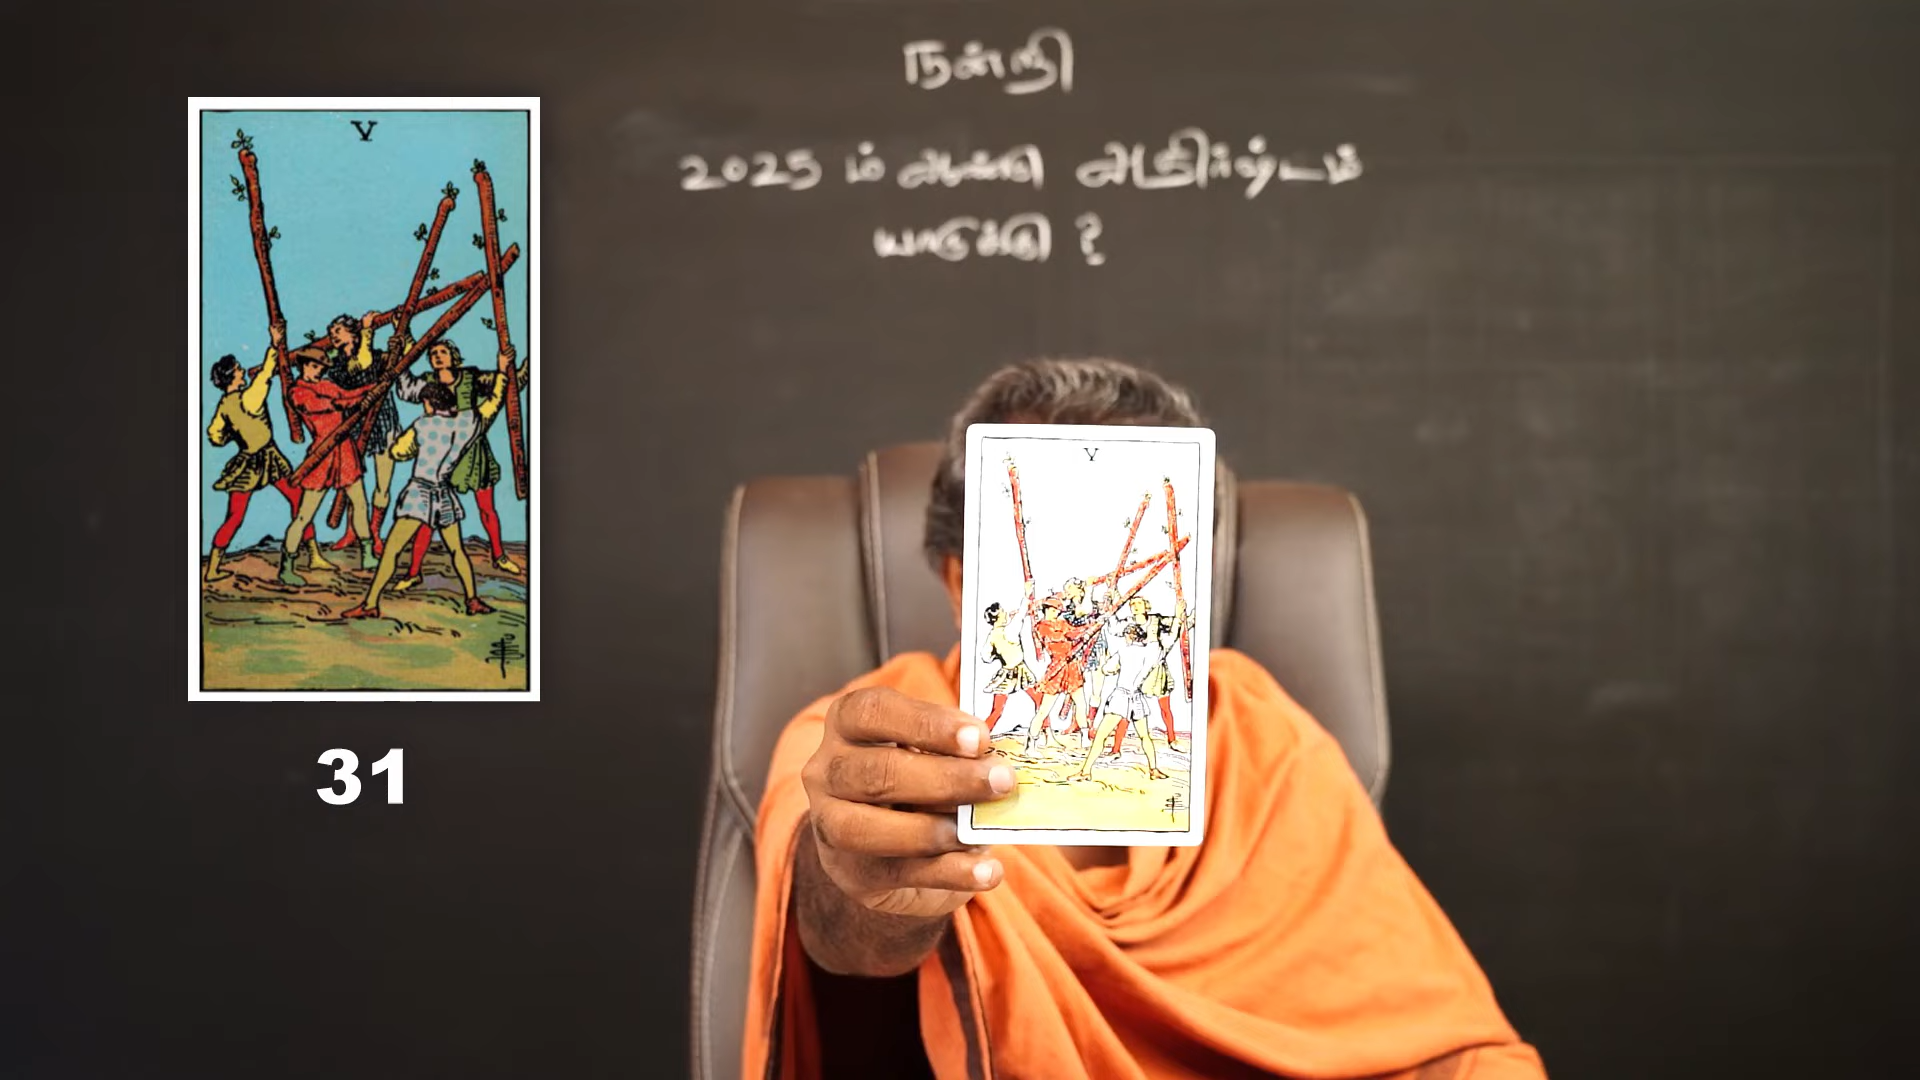 நன்றி
2025 ம் ஆண்டு அதிர்ஷ்டம்
யாருக்கு ?
V
31
V